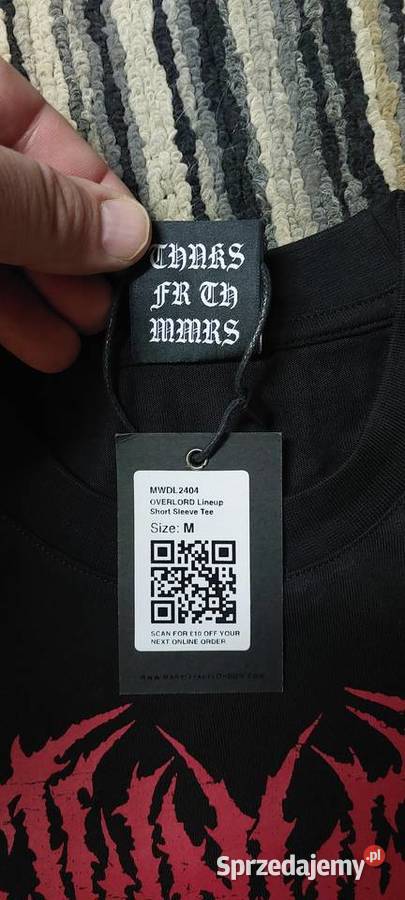 THNKS
FR TH
MMRS
MWDL2404
OVERLORD Lineup
Short Sleeve Tee
Size: M
SCAN FOR £10 OFF YOUR
NEXT ONLINE ORDER
Sprzedajemy.pl